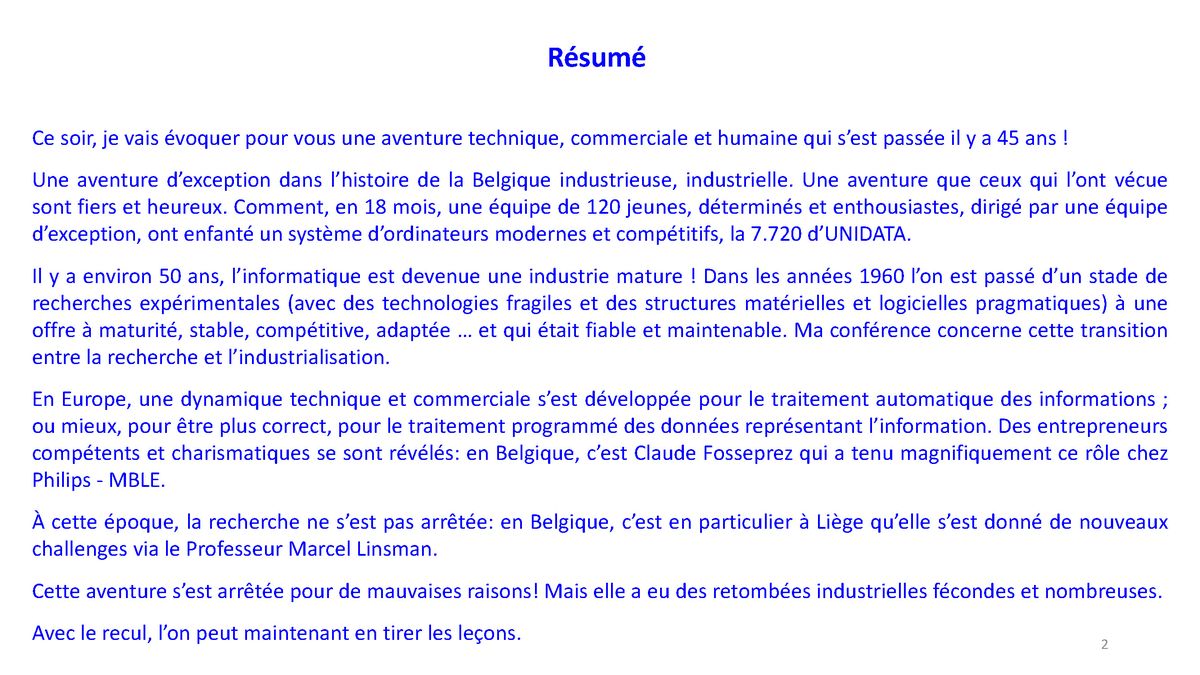 Résumé
Ce soir, je vais évoquer pour vous une aventure technique, commerciale et humaine qui s’est passée il y a 45 ans !
Une aventure d’exception dans l’histoire de la Belgique industrieuse, industrielle. Une aventure que ceux qui l’ont vécue
sont fiers et heureux. Comment, en 18 mois, une équipe de 120 jeunes, déterminés et enthousiastes, dirigé par une équipe
d’exception, ont enfanté un système d’ordinateurs modernes et compétitifs, la 7.720 d’UNIDATA.
Il y a environ 50 ans, l’informatique est devenue une industrie mature ! Dans les années 1960 l’on est passé d’un stade de
recherches expérimentales (avec des technologies fragiles et des structures matérielles et logicielles pragmatiques) à une
offre à maturité, stable, compétitive, adaptée … et qui était fiable et maintenable. Ma conférence concerne cette transition
entre la recherche et l’industrialisation.
En Europe, une dynamique technique et commerciale s’est développée pour le traitement automatique des informations ;
ou mieux, pour être plus correct, pour le traitement programmé des données représentant l’information. Des entrepreneurs
compétents et charismatiques se sont révélés: en Belgique, c’est Claude Fosseprez qui a tenu magnifiquement ce rôle chez
Philips - MBLE.
À cette époque, la recherche ne s’est pas arrêtée: en Belgique, c’est en particulier à Liège qu’elle s’est donné de nouveaux
challenges via le Professeur Marcel Linsman.
Cette aventure s’est arrêtée pour de mauvaises raisons! Mais elle a eu des retombées industrielles fécondes et nombreuses.
Avec le recul, l’on peut maintenant en tirer les leçons.
2